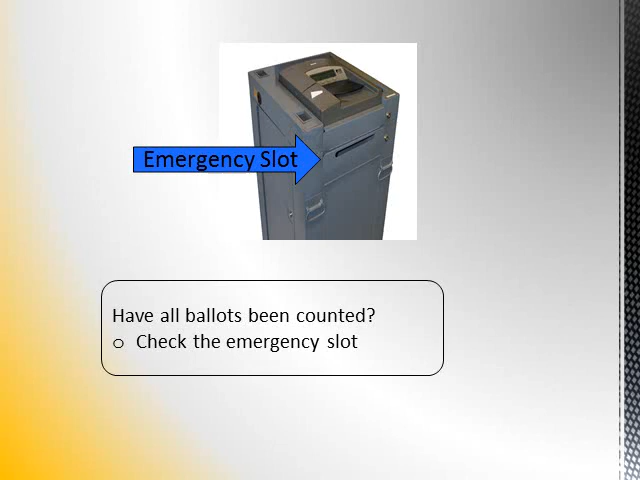 Emergency Slot
Have all ballots been counted?
o Check the emergency slot